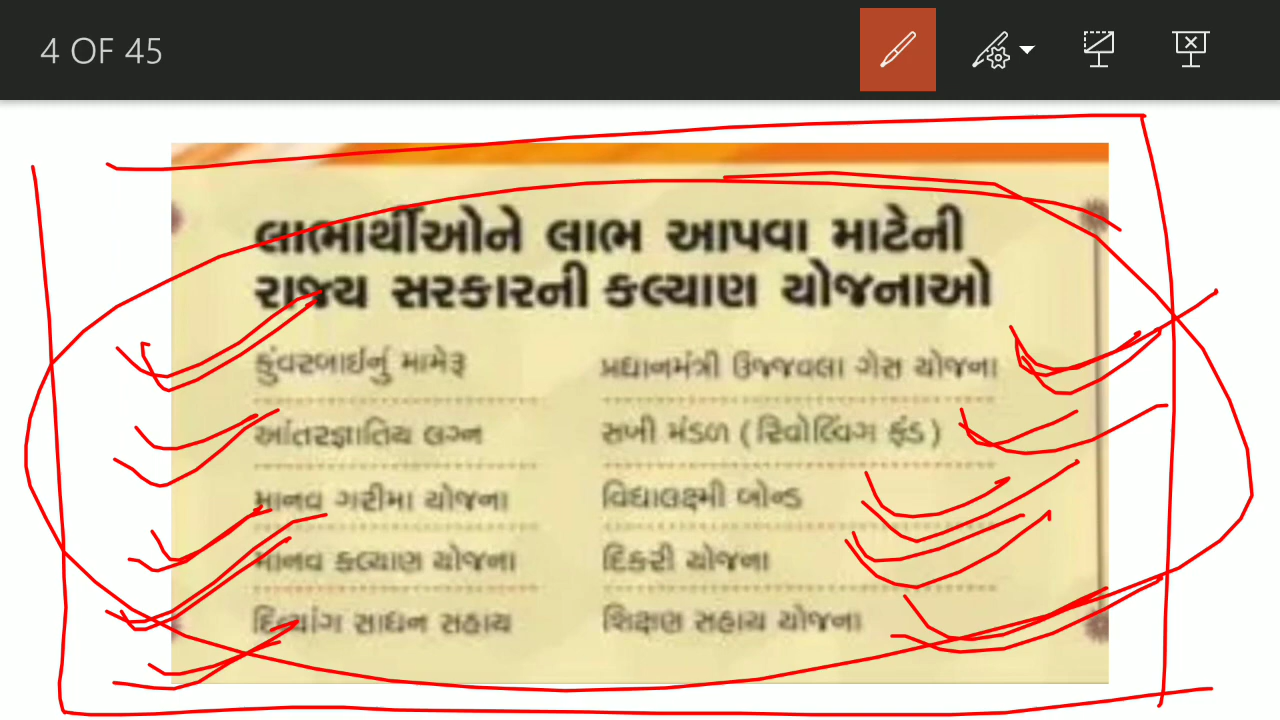 4 OF 45
લાભાર્થીઓને લાભ આપવા માટેની
રાજ્ય સરકારની કલ્યાણ યોજનાઓ
કુંવરબાઇનું મામેરૂ
આંતરજ્ઞાતિય લગ્ન
માનવ ગરીમા યોજના
માનવ કલ્યાણ યોજના
દિવ્યાંગ સાધન સહાય
પ્રધાનમંત્રી ઉજ્જવલા ગેસ યોજના
સખી મંડળ ( રિવોલ્વિંગ ફંડ )
વિદ્યાલક્ષ્મી બોન્ડ
દિકરી યોજના
શિક્ષણ સહાય યોજના